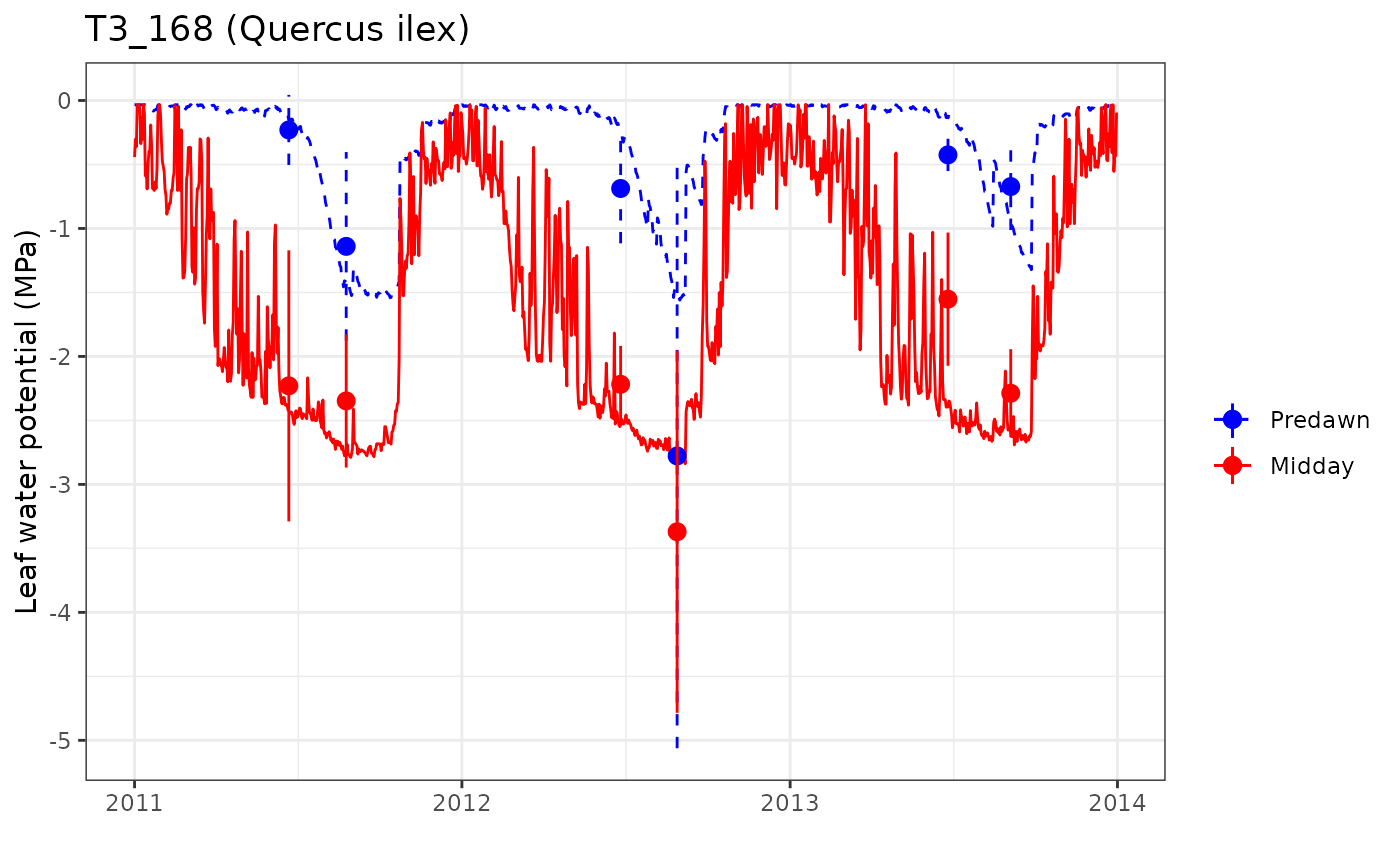 T3_168 (Quercus ilex)
Leaf water potential (MPa)
0
-1
-2
-3
-4
-5
2011
2012
2013
2014
Predawn
Midday